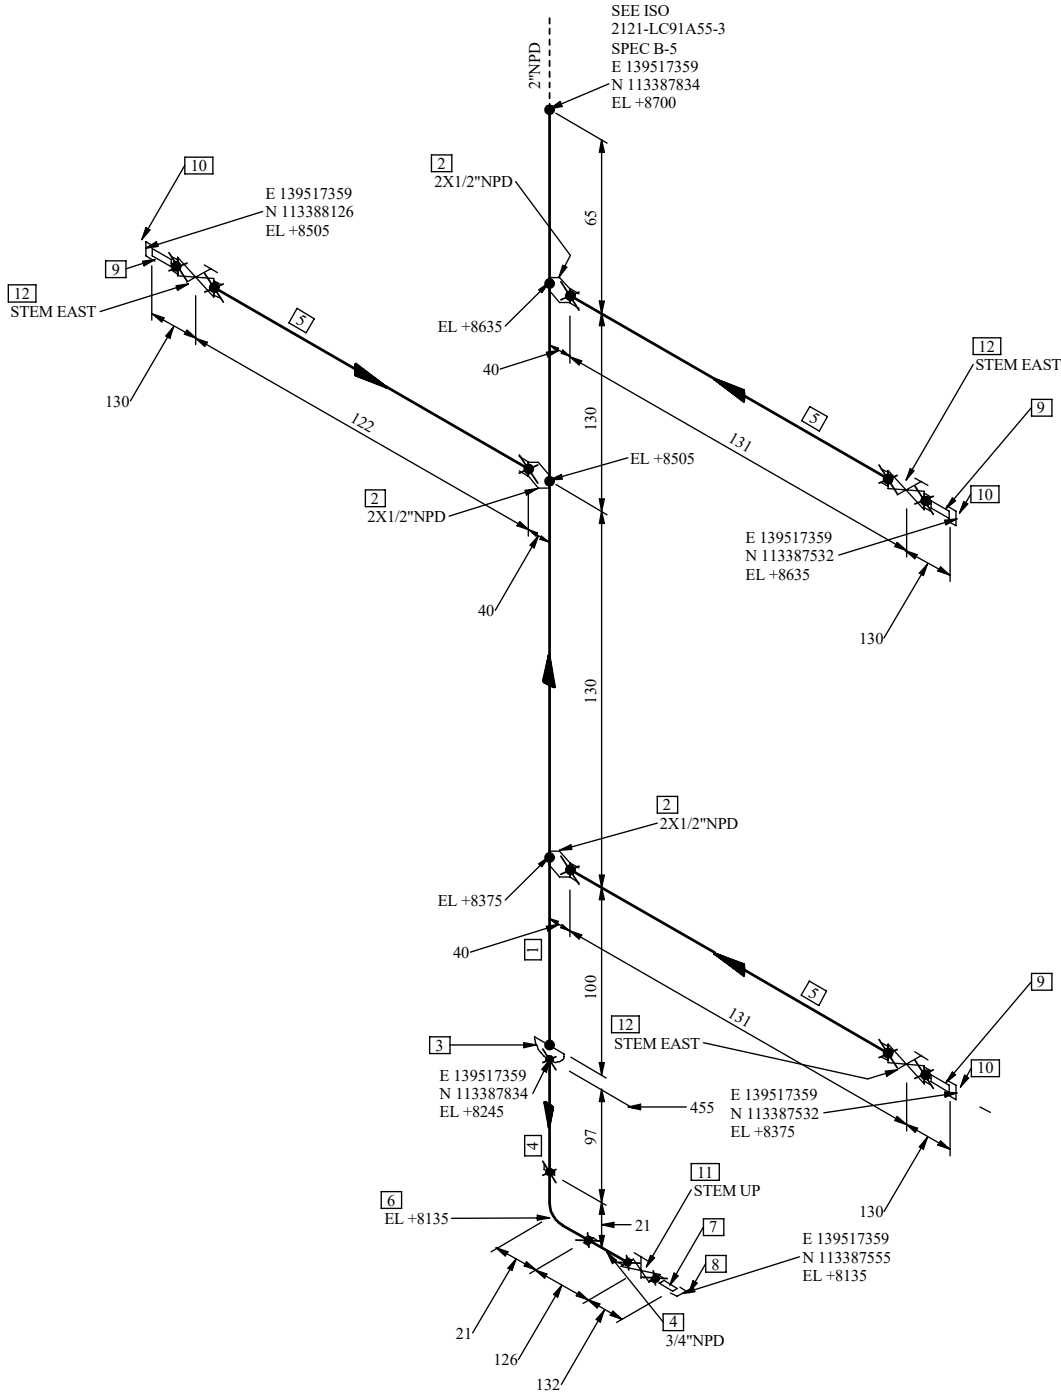 SEE ISO
2121-LC91A55-3
SPEC B-5
E 139517359
N 113387834
EL +8700
2"NPD
2
2X1/2"NPD
65
10
E 139517359
N 113388126
EL +8505
9
12
STEM EAST
5
130
122
EL +8635
40
130
131
5
12
STEM EAST
9
10
E 139517359
N 113387532
EL +8635
130
EL +8505
2
2X1/2"NPD
40
130
2
2X1/2"NPD
EL +8375
40
1
100
131
5
12
STEM EAST
9
10
E 139517359
N 113387532
EL +8375
130
3
E 139517359
N 113387834
EL +8245
455
97
4
6
EL +8135
21
11
STEM UP
7
8
E 139517359
N 113387555
EL +8135
4
3/4"NPD
21
126
132